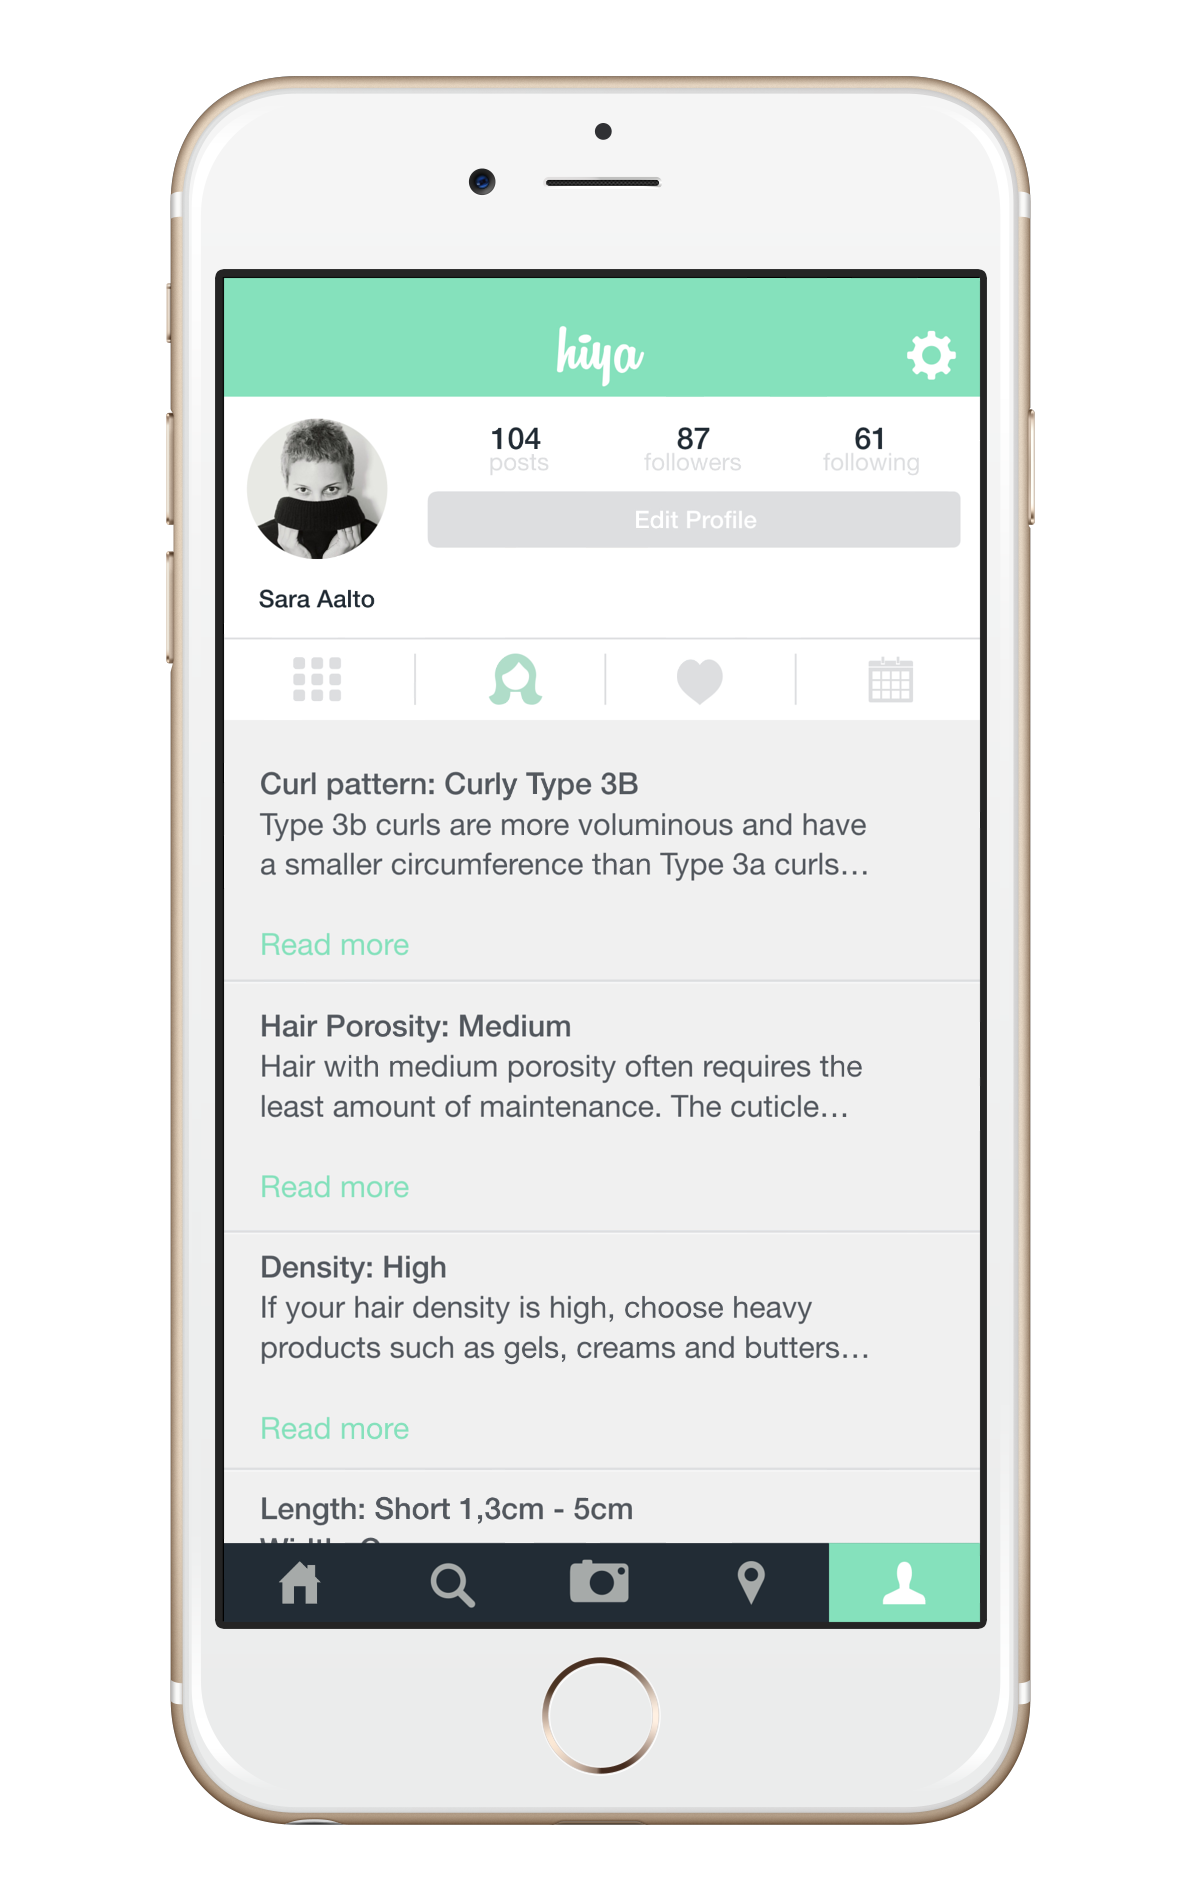 hiya
104
87
61
posts
followers
following
Edit Profile
Sara Aalto
Curl pattern: Curly Type 3B
Type 3b curls are more voluminous and have
a smaller circumference than Type 3a curls…
Read more
Hair Porosity: Medium
Hair with medium porosity often requires the
least amount of maintenance. The cuticle…
Read more
Density: High
If your hair density is high, choose heavy
products such as gels, creams and butters…
Read more
Length: Short 1,3cm - 5cm